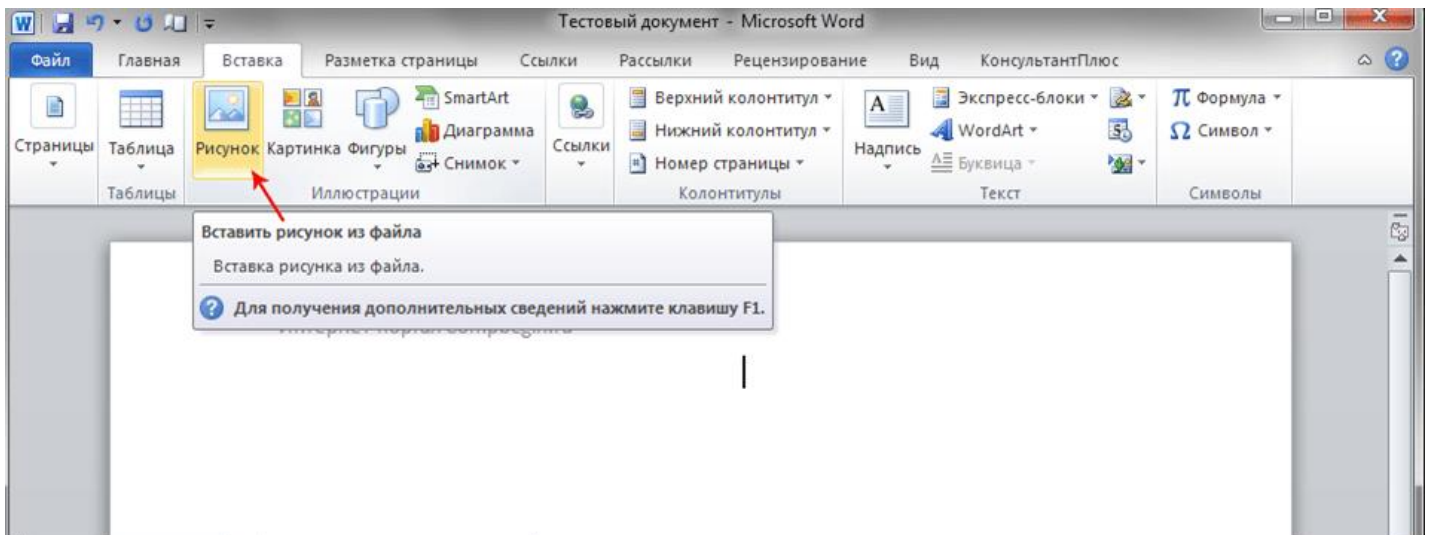 Тестовый документ - Microsoft Word
Файл Главная Вставка Разметка страницы Ссылки Рассылки Рецензирование Вид КонсультантПлюс
Страницы
Таблица
Рисунок
Картинка
Фигуры
SmartArt
Диаграмма
Снимок
Ссылки
Верхний колонтитул
Нижний колонтитул
Номер страницы
Надпись
Экспресс-блоки
WordArt
Буквица
π Формула
Ω Символ
Таблицы Иллюстрации Колонтитулы Текст Символы
Вставить рисунок из файла
Вставка рисунка из файла.
Для получения дополнительных сведений нажмите клавишу F1.